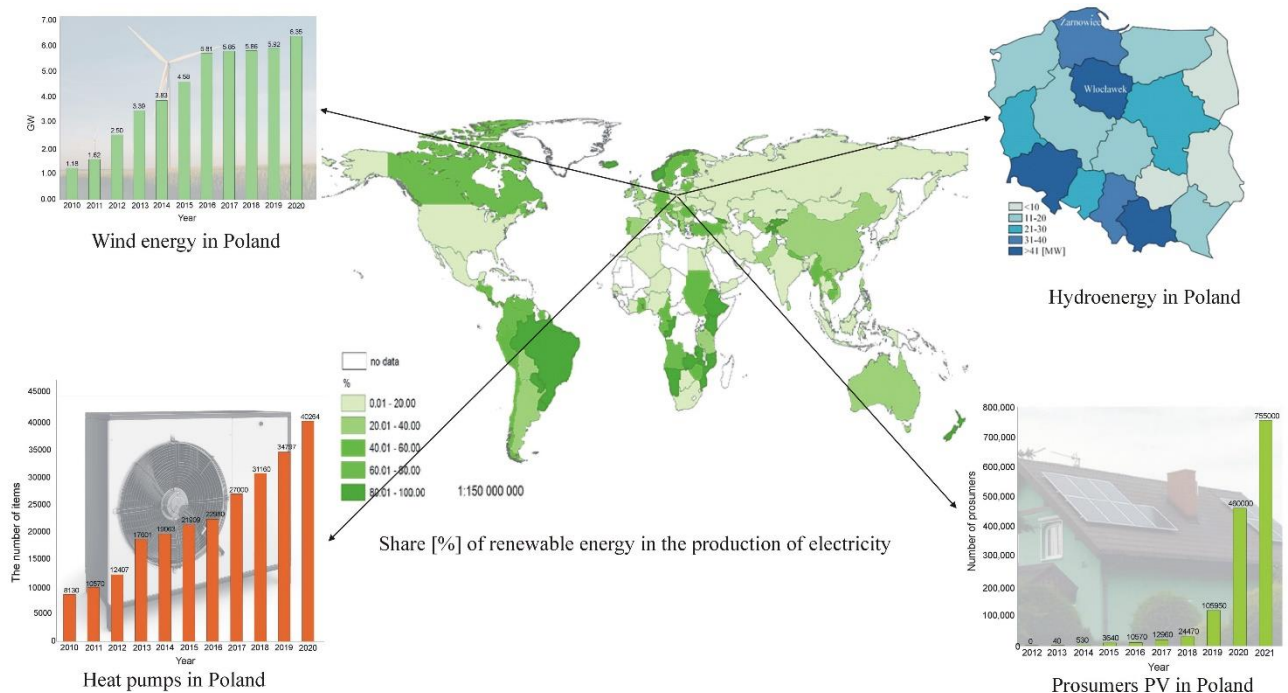 7.00
6.00
5.00
4.00
3.00
2.00
1.00
0.00
GW
1.18
1.62
2.50
3.39
3.83
4.58
5.81
5.85
5.86
5.92
6.35
2010 2011 2012 2013 2014 2015 2016 2017 2018 2019 2020
Year
Wind energy in Poland
Żarnowiec
Włocławek
<10
11-20
21-30
31-40
>41 [MW]
Hydroenergy in Poland
no data
%
0.01 - 20.00
20.01 - 40.00
40.01 - 60.00
60.01 - 80.00
80.01 - 100.00
1:150 000 000
Share [%] of renewable energy in the production of electricity
45000
40000
35000
30000
25000
20000
15000
10000
5000
0
The number of items
8130
10570
12407
17601
19063
21909
22980
27000
31160
40264
2010 2011 2012 2013 2014 2015 2016 2017 2018 2019 2020
Year
Heat pumps in Poland
800,000
700,000
600,000
500,000
400,000
300,000
200,000
100,000
0
Number of prosumers
0
40
530
3540
10570
12960
24470
105950
460000
755000
2012 2013 2014 2015 2016 2017 2018 2019 2020 2021
Year
Prosumers PV in Poland